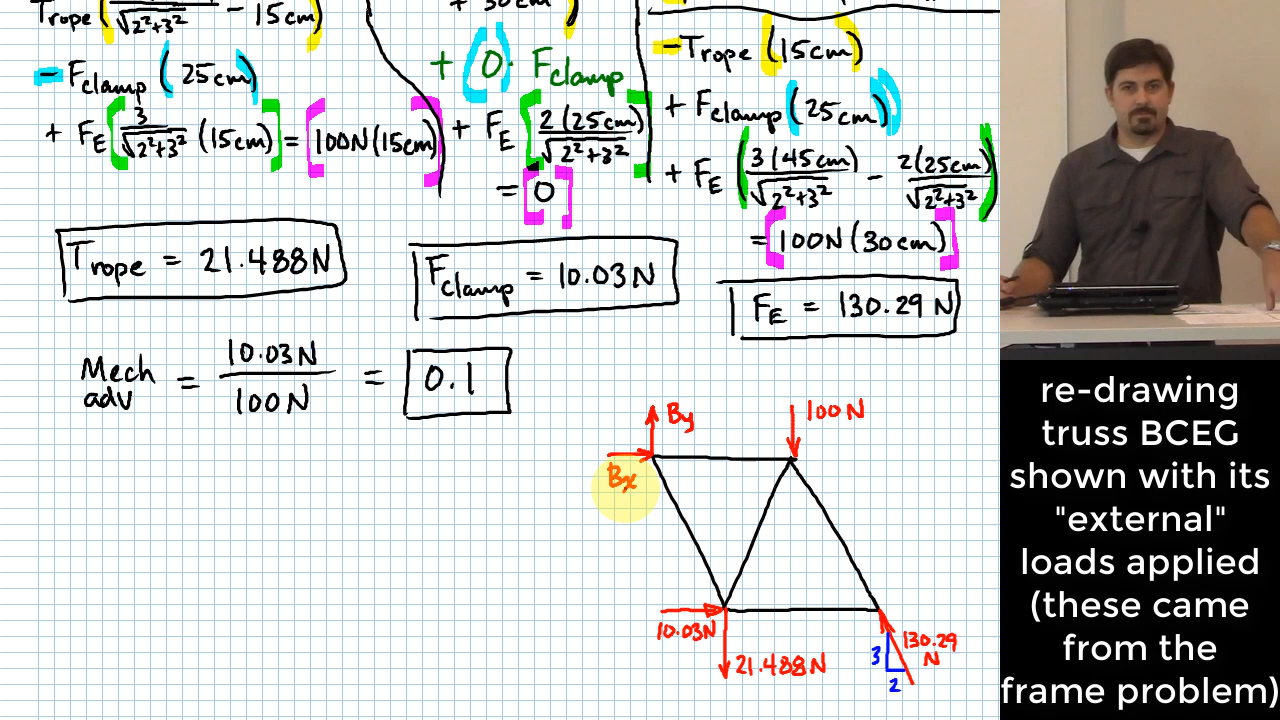 Trope ( / √2²+3² - 15cm )
- Fclamp (25cm)
+ FE [ 3 / √2²+3² (15cm) ] = [100N(15cm)]
Trope = 21.488N
+ 30cm )
+ (0)· Fclamp
+ FE [ 2(25cm) / √2²+3² ]
= [0]
Fclamp = 10.03N
-Trope (15cm)
+ Fclamp (25cm)
+ FE ( 3(45cm) / √2²+3² - 2(25cm) / √2²+3² )
= [100N(30cm)]
FE = 130.29 N
Mech adv = 10.03N / 100N = 0.1
By
100 N
Bx
10.03N
21.488N
130.29
N
3
2
re-drawing
truss BCEG
shown with its
"external"
loads applied
(these came
from the
frame problem)